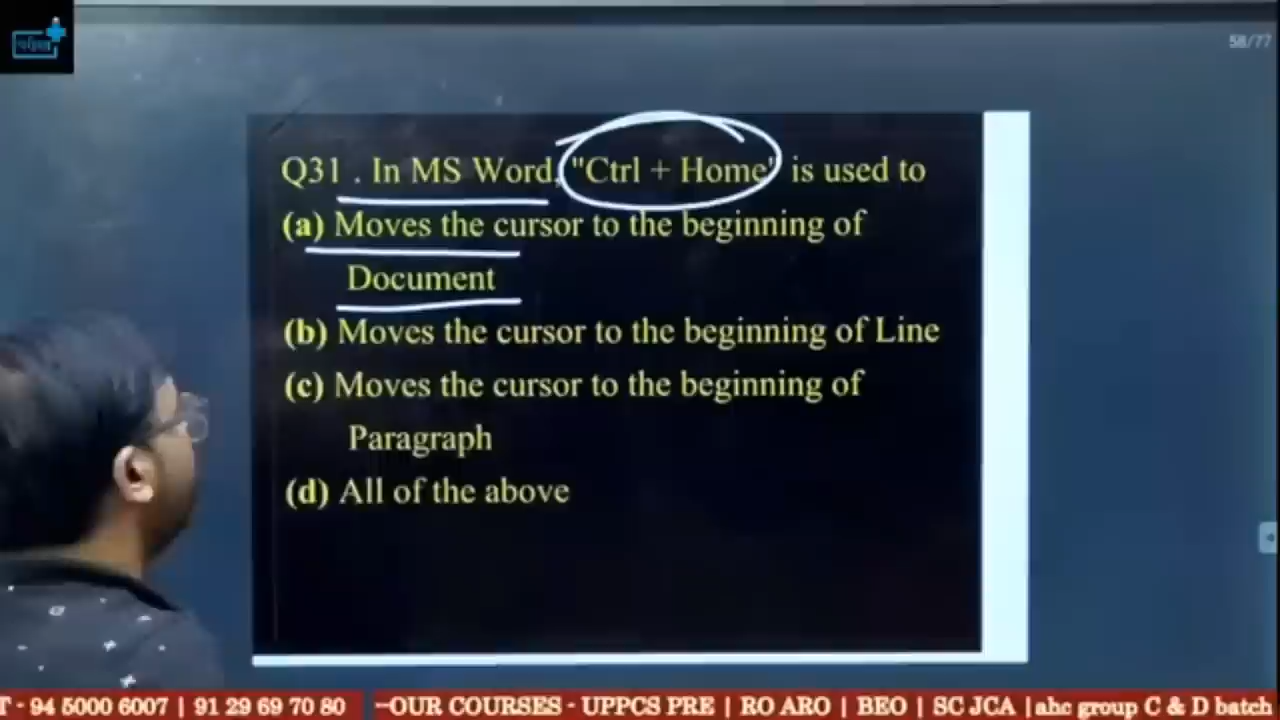 58/77
Q31 . In MS Word, "Ctrl + Home" is used to
(a) Moves the cursor to the beginning of
Document
(b) Moves the cursor to the beginning of Line
(c) Moves the cursor to the beginning of
Paragraph
(d) All of the above
T - 94 5000 6007 | 91 29 69 70 80 -OUR COURSES - UPPCS PRE | RO ARO | BEO | SC JCA | ahc group C & D batch